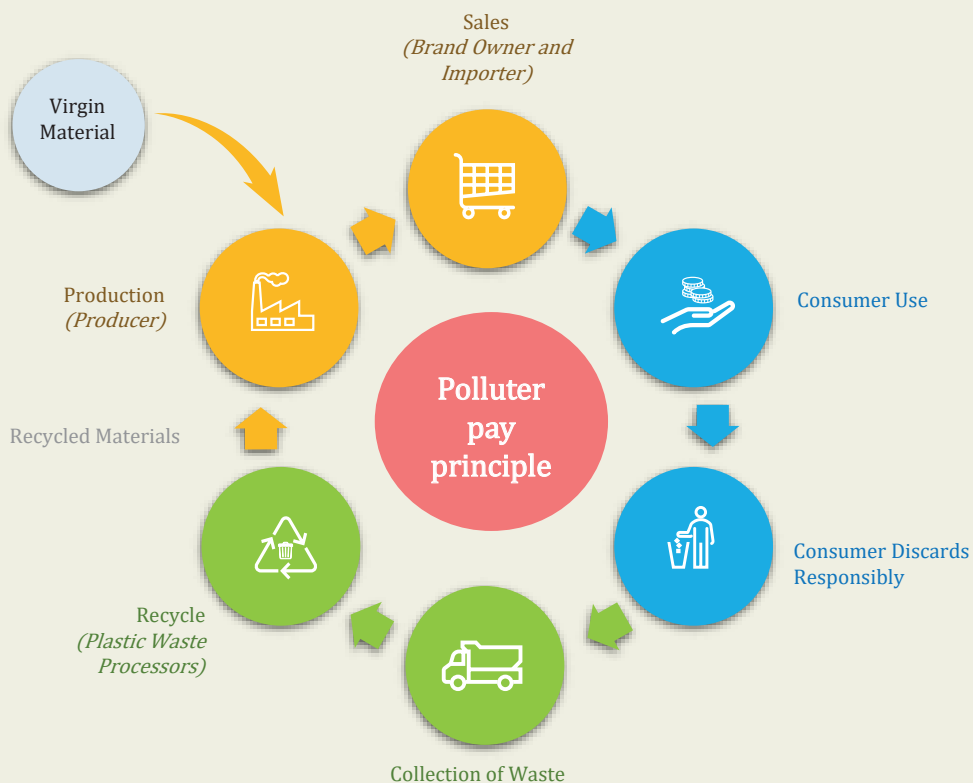 Sales
(Brand Owner and
Importer)
Virgin
Material
Production
(Producer)
Consumer Use
Polluter
pay
principle
Recycled Materials
Consumer Discards
Responsibly
Recycle
(Plastic Waste
Processors)
Collection of Waste